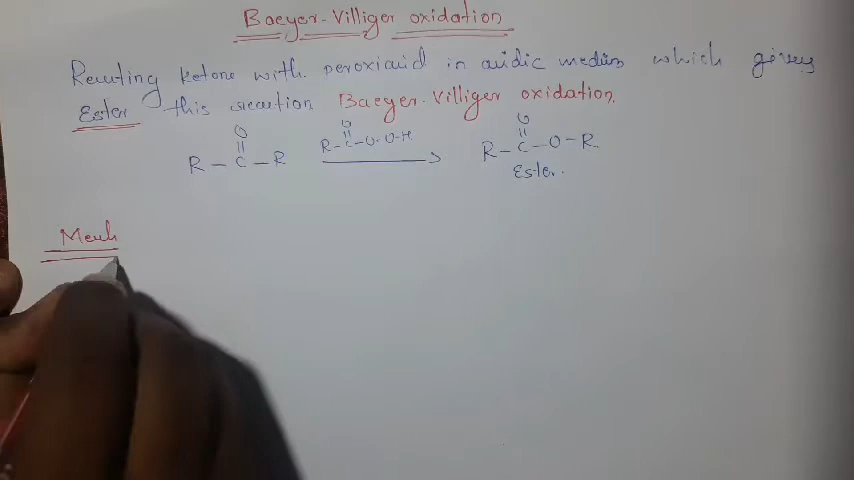 Baeyer-Villiger oxidation
Reacting ketone with peroxiacid in acidic medium which gives
Ester this reaction Baeyer-Villiger oxidation.
O O O
R-C-R R-C-O-O-H R-C-O-R
Ester.
Mech